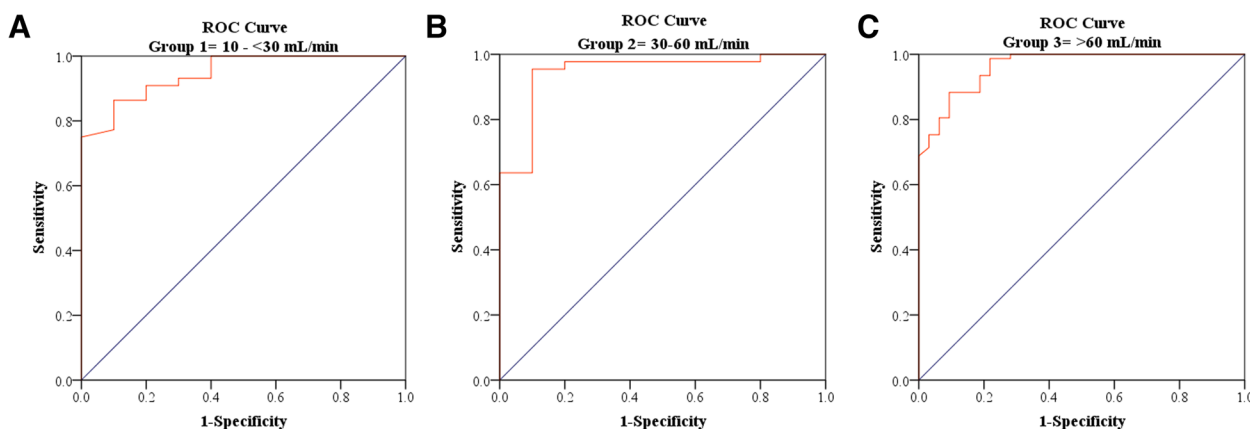 A
ROC Curve
Group 1= 10 - <30 mL/min
1.0
0.8
0.6
0.4
0.2
0.0
0.0 0.2 0.4 0.6 0.8 1.0
Sensitivity
1-Specificity
B
ROC Curve
Group 2= 30-60 mL/min
1.0
0.8
0.6
0.4
0.2
0.0
0.0 0.2 0.4 0.6 0.8 1.0
Sensitivity
1-Specificity
C
ROC Curve
Group 3= >60 mL/min
1.0
0.8
0.6
0.4
0.2
0.0
0.0 0.2 0.4 0.6 0.8 1.0
Sensitivity
1-Specificity